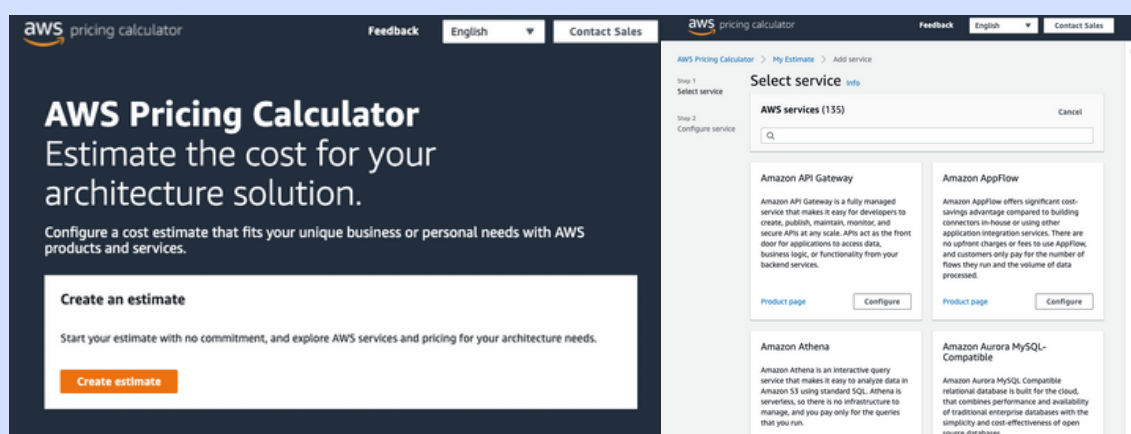 aws pricing calculator
Feedback
English
Contact Sales
AWS Pricing Calculator
Estimate the cost for your
architecture solution.
Configure a cost estimate that fits your unique business or personal needs with AWS
products and services.
Create an estimate
Start your estimate with no commitment, and explore AWS services and pricing for your architecture needs.
Create estimate
aws pricing calculator
Feedback
English
Contact Sales
AWS Pricing Calculator > My Estimate > Add service
Step 1
Select service
Step 2
Configure service
Select service Info
AWS services (135)
Cancel
Amazon API Gateway
Amazon API Gateway is a fully managed
service that makes it easy for developers to
create, publish, maintain, monitor, and
secure APIs at any scale. APIs act as the front
door for applications to access data,
business logic, or functionality from your
backend services.
Product page
Configure
Amazon AppFlow
Amazon AppFlow offers significant cost-
savings advantage compared to building
connectors in-house or using other
application integration services. There are
no upfront charges or fees to use AppFlow,
and customers only pay for the number of
flows they run and the volume of data
processed.
Product page
Configure
Amazon Athena
Amazon Athena is an interactive query
service that makes it easy to analyze data in
Amazon S3 using standard SQL. Athena is
serverless, so there is no infrastructure to
manage, and you pay only for the queries
that you run.
Amazon Aurora MySQL-
Compatible
Amazon Aurora MySQL Compatible
relational database is built for the cloud,
that combines performance and availability
of traditional enterprise databases with the
simplicity and cost-effectiveness of open
source databases.